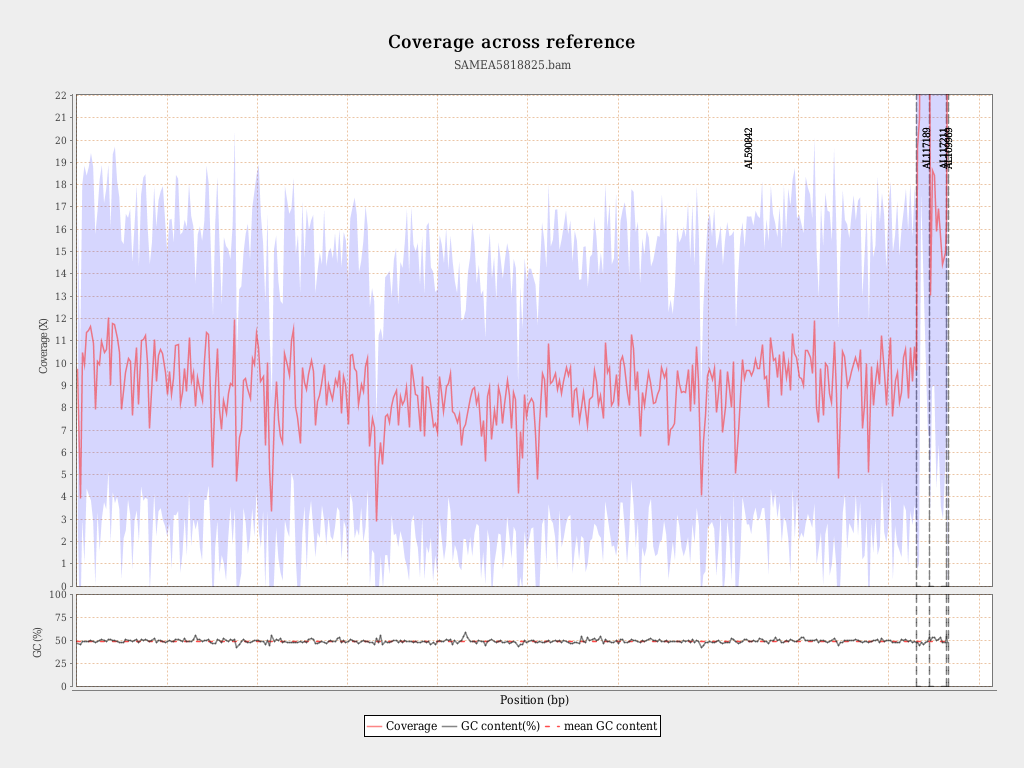 Coverage across reference
SAMEA5818825.bam
22
21
20
19
18
17
16
15
14
13
12
11
10
9
8
7
6
5
4
3
2
1
0
Coverage (X)
AL590842
AL117189
AL117211
AL109969
100
75
50
25
0
GC (%)
Position (bp)
Coverage
GC content(%)
mean GC content